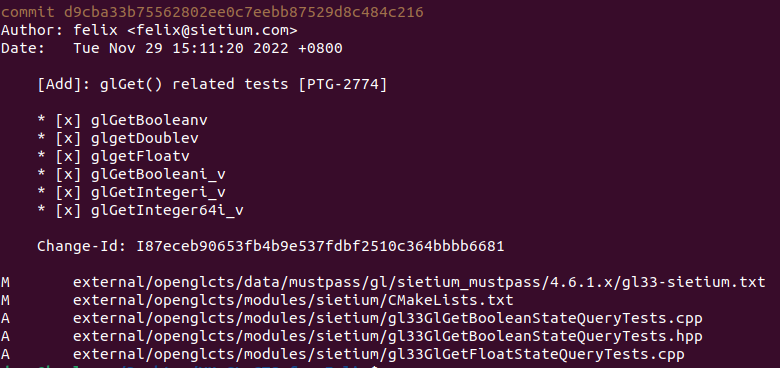 commit d9cba33b75562802ee0c7eebb87529d8c484c216
Author: felix <felix@sietium.com>
Date:   Tue Nov 29 15:11:20 2022 +0800
[Add]: glGet() related tests [PTG-2774]
* [x] glGetBooleanv
* [x] glgetDoublev
* [x] glgetFloatv
* [x] glGetBooleani_v
* [x] glGetIntegeri_v
* [x] glGetInteger64i_v
Change-Id: I87eceb90653fb4b9e537fdbf2510c364bbbb6681
M       external/openglcts/data/mustpass/gl/sietium_mustpass/4.6.1.x/gl33-sietium.txt
M       external/openglcts/modules/sietium/CMakeLists.txt
A       external/openglcts/modules/sietium/gl33GlGetBooleanStateQueryTests.cpp
A       external/openglcts/modules/sietium/gl33GlGetBooleanStateQueryTests.hpp
A       external/openglcts/modules/sietium/gl33GlGetFloatStateQueryTests.cpp